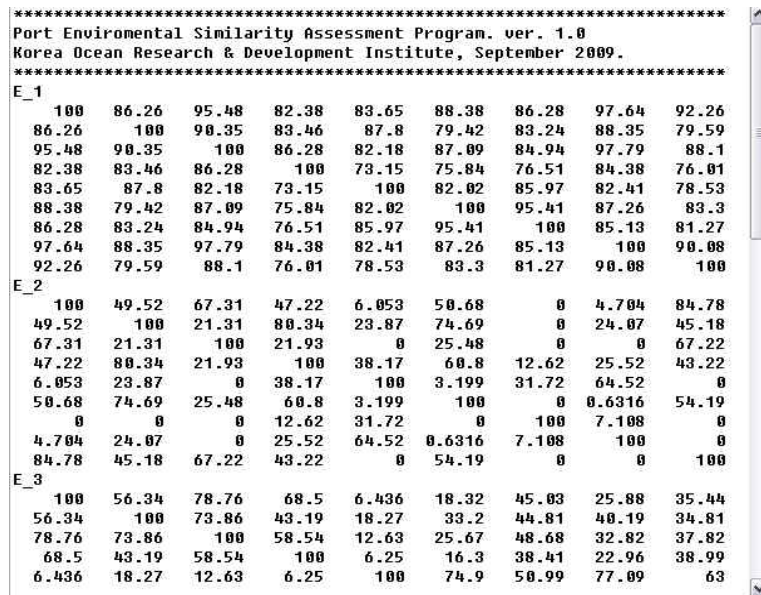 ************************************************************************
Port Enviromental Similarity Assessment Program. ver. 1.0
Korea Ocean Research & Development Institute, September 2009.
************************************************************************
E_1
100 86.26 95.48 82.38 83.65 88.38 86.28 97.64 92.26
86.26 100 90.35 83.46 87.8 79.42 83.24 88.35 79.59
95.48 90.35 100 86.28 82.18 87.09 84.94 97.79 88.1
82.38 83.46 86.28 100 73.15 75.84 76.51 84.38 76.01
83.65 87.8 82.18 73.15 100 82.02 85.97 82.41 78.53
88.38 79.42 87.09 75.84 82.02 100 95.41 87.26 83.3
86.28 83.24 84.94 76.51 85.97 95.41 100 85.13 81.27
97.64 88.35 97.79 84.38 82.41 87.26 85.13 100 90.08
92.26 79.59 88.1 76.01 78.53 83.3 81.27 90.08 100
E_2
100 49.52 67.31 47.22 6.053 50.68 0 4.704 84.78
49.52 100 21.31 80.34 23.87 74.69 0 24.07 45.18
67.31 21.31 100 21.93 0 25.48 0 0 67.22
47.22 80.34 21.93 100 38.17 60.8 12.62 25.52 43.22
6.053 23.87 0 38.17 100 3.199 31.72 64.52 0
50.68 74.69 25.48 60.8 3.199 100 0 0.6316 54.19
0 0 0 12.62 31.72 0 100 7.108 0
4.704 24.07 0 25.52 64.52 0.6316 7.108 100 0
84.78 45.18 67.22 43.22 0 54.19 0 0 100
E_3
100 56.34 78.76 68.5 6.436 18.32 45.03 25.88 35.44
56.34 100 73.86 43.19 18.27 33.2 44.81 40.19 34.81
78.76 73.86 100 58.54 12.63 25.67 48.68 32.82 37.82
68.5 43.19 58.54 100 6.25 16.3 38.41 22.96 38.99
6.436 18.27 12.63 6.25 100 74.9 50.99 77.09 63